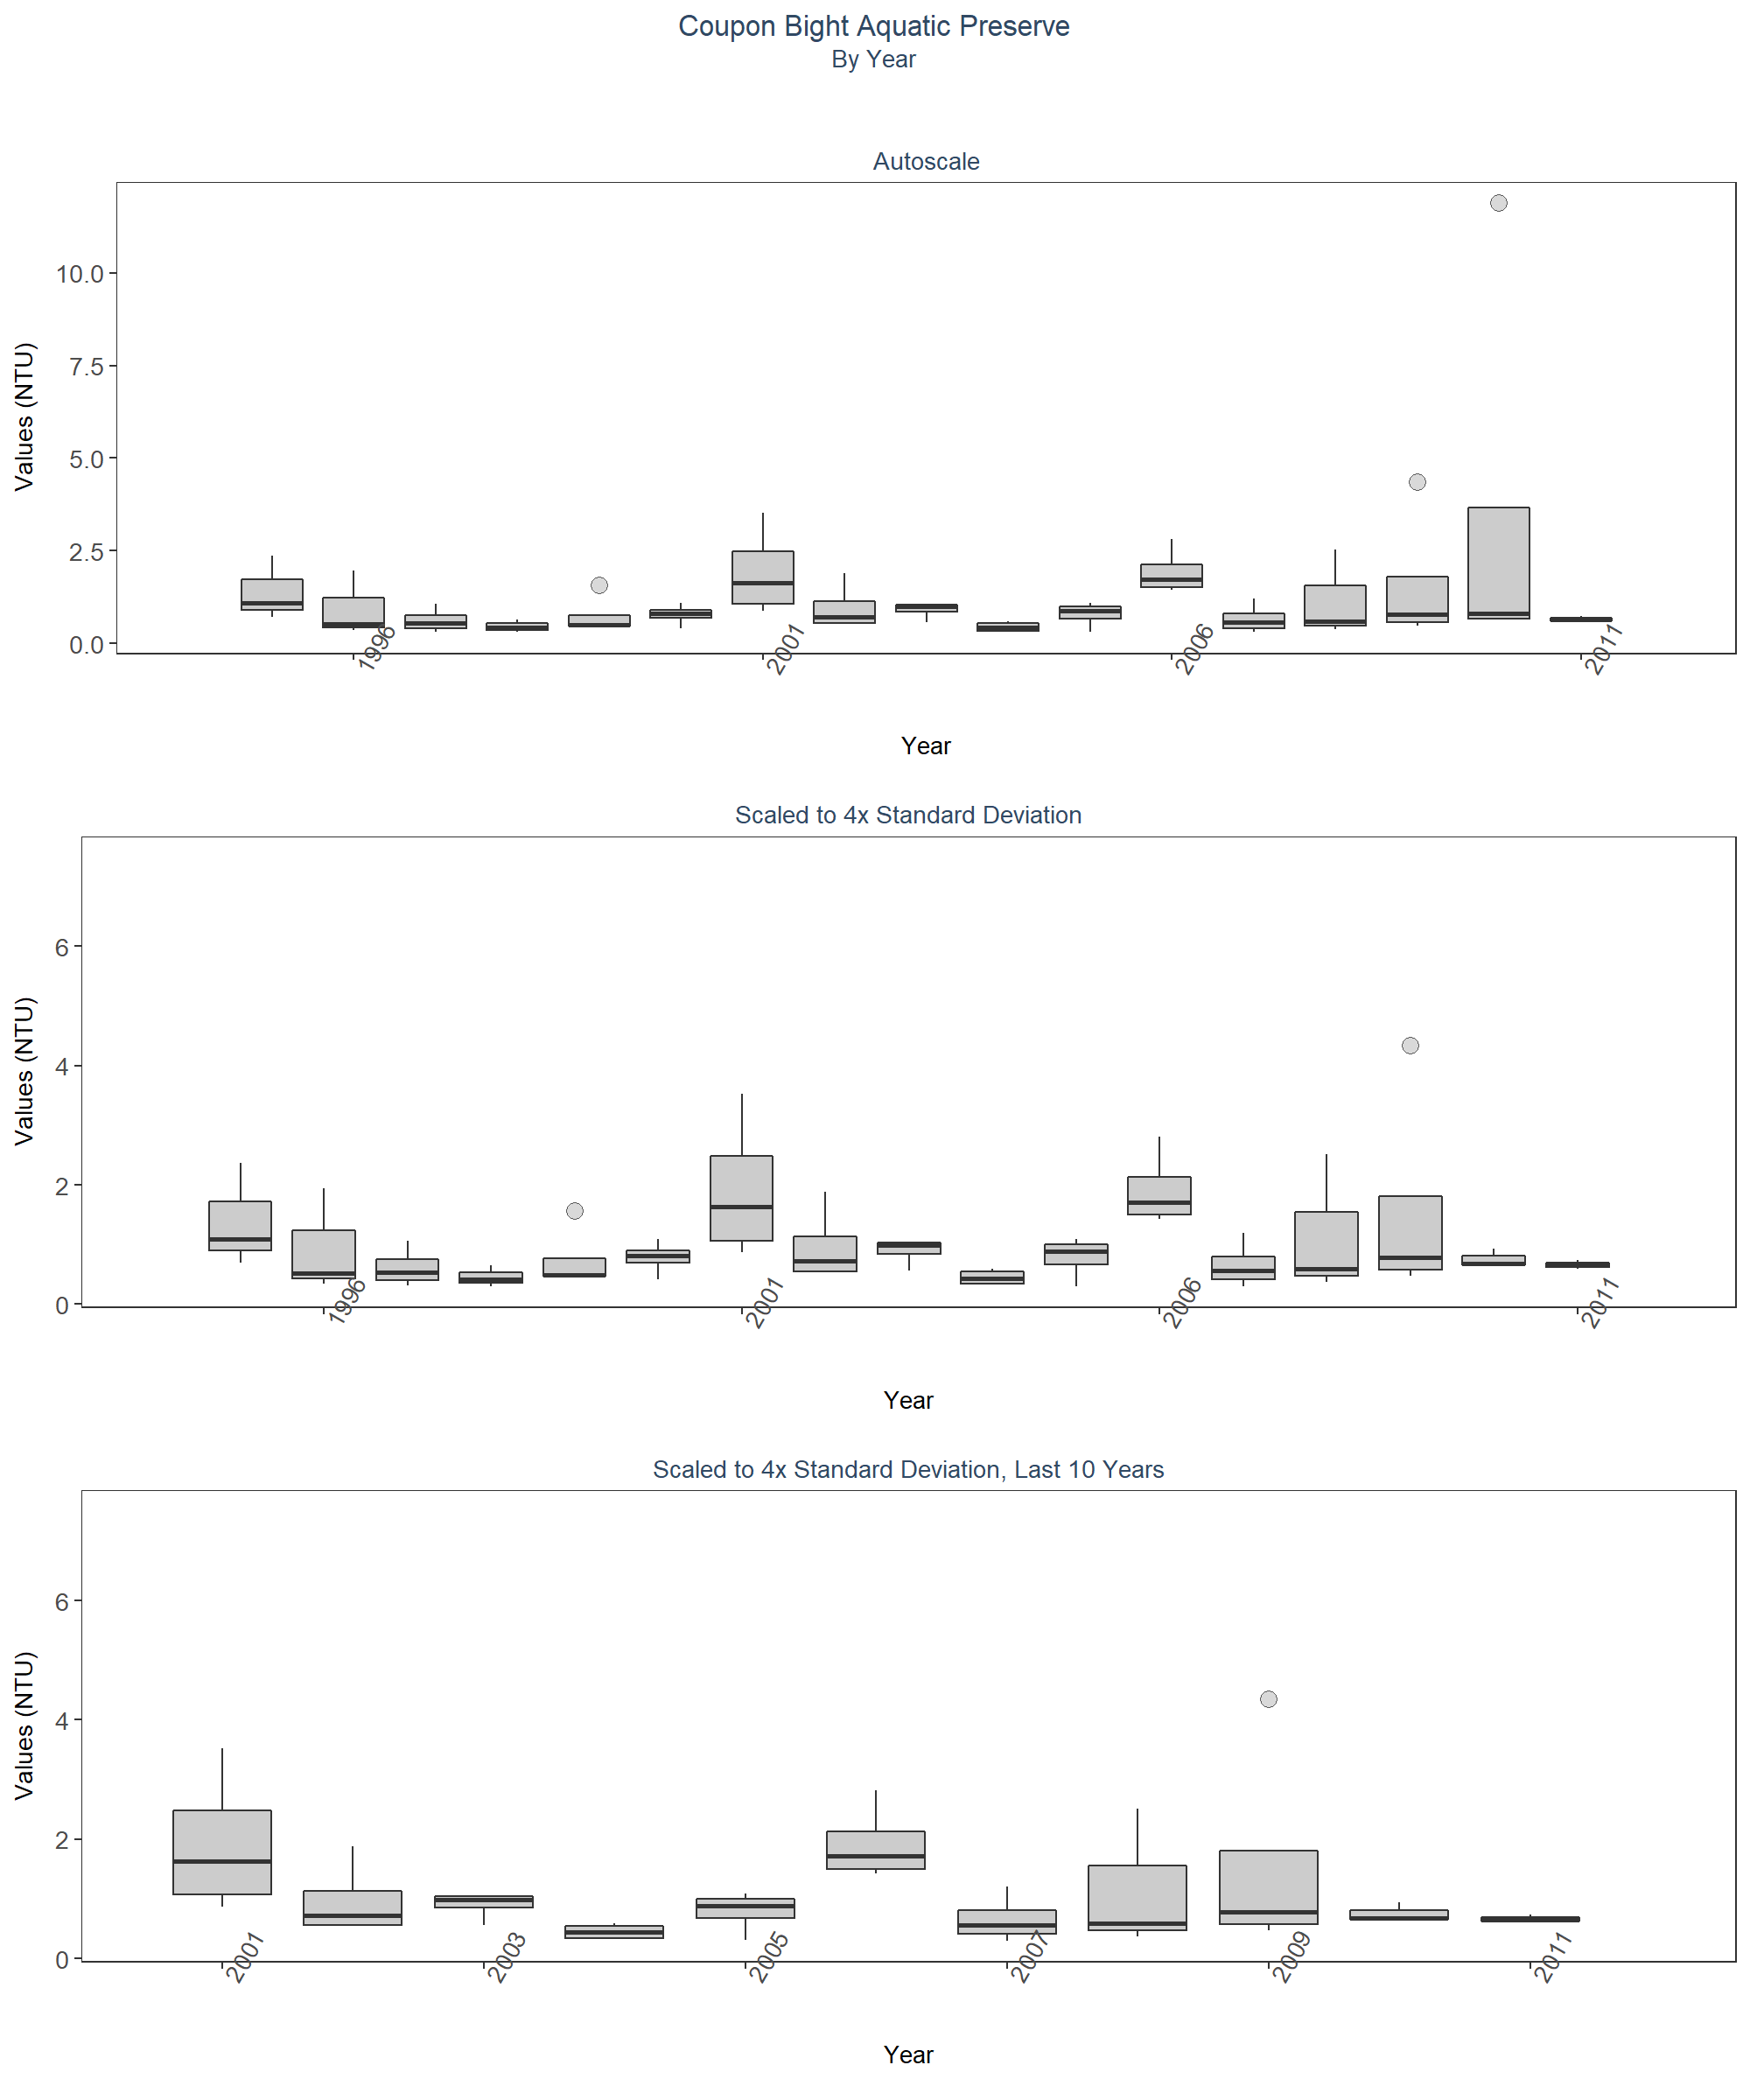 Coupon Bight Aquatic Preserve
By Year
Autoscale
Values (NTU)
10.0
7.5
5.0
2.5
0.0
1996
2001
2006
2011
Year
Scaled to 4x Standard Deviation
Values (NTU)
6
4
2
0
1996
2001
2006
2011
Year
Scaled to 4x Standard Deviation, Last 10 Years
Values (NTU)
6
4
2
0
2001
2003
2005
2007
2009
2011
Year